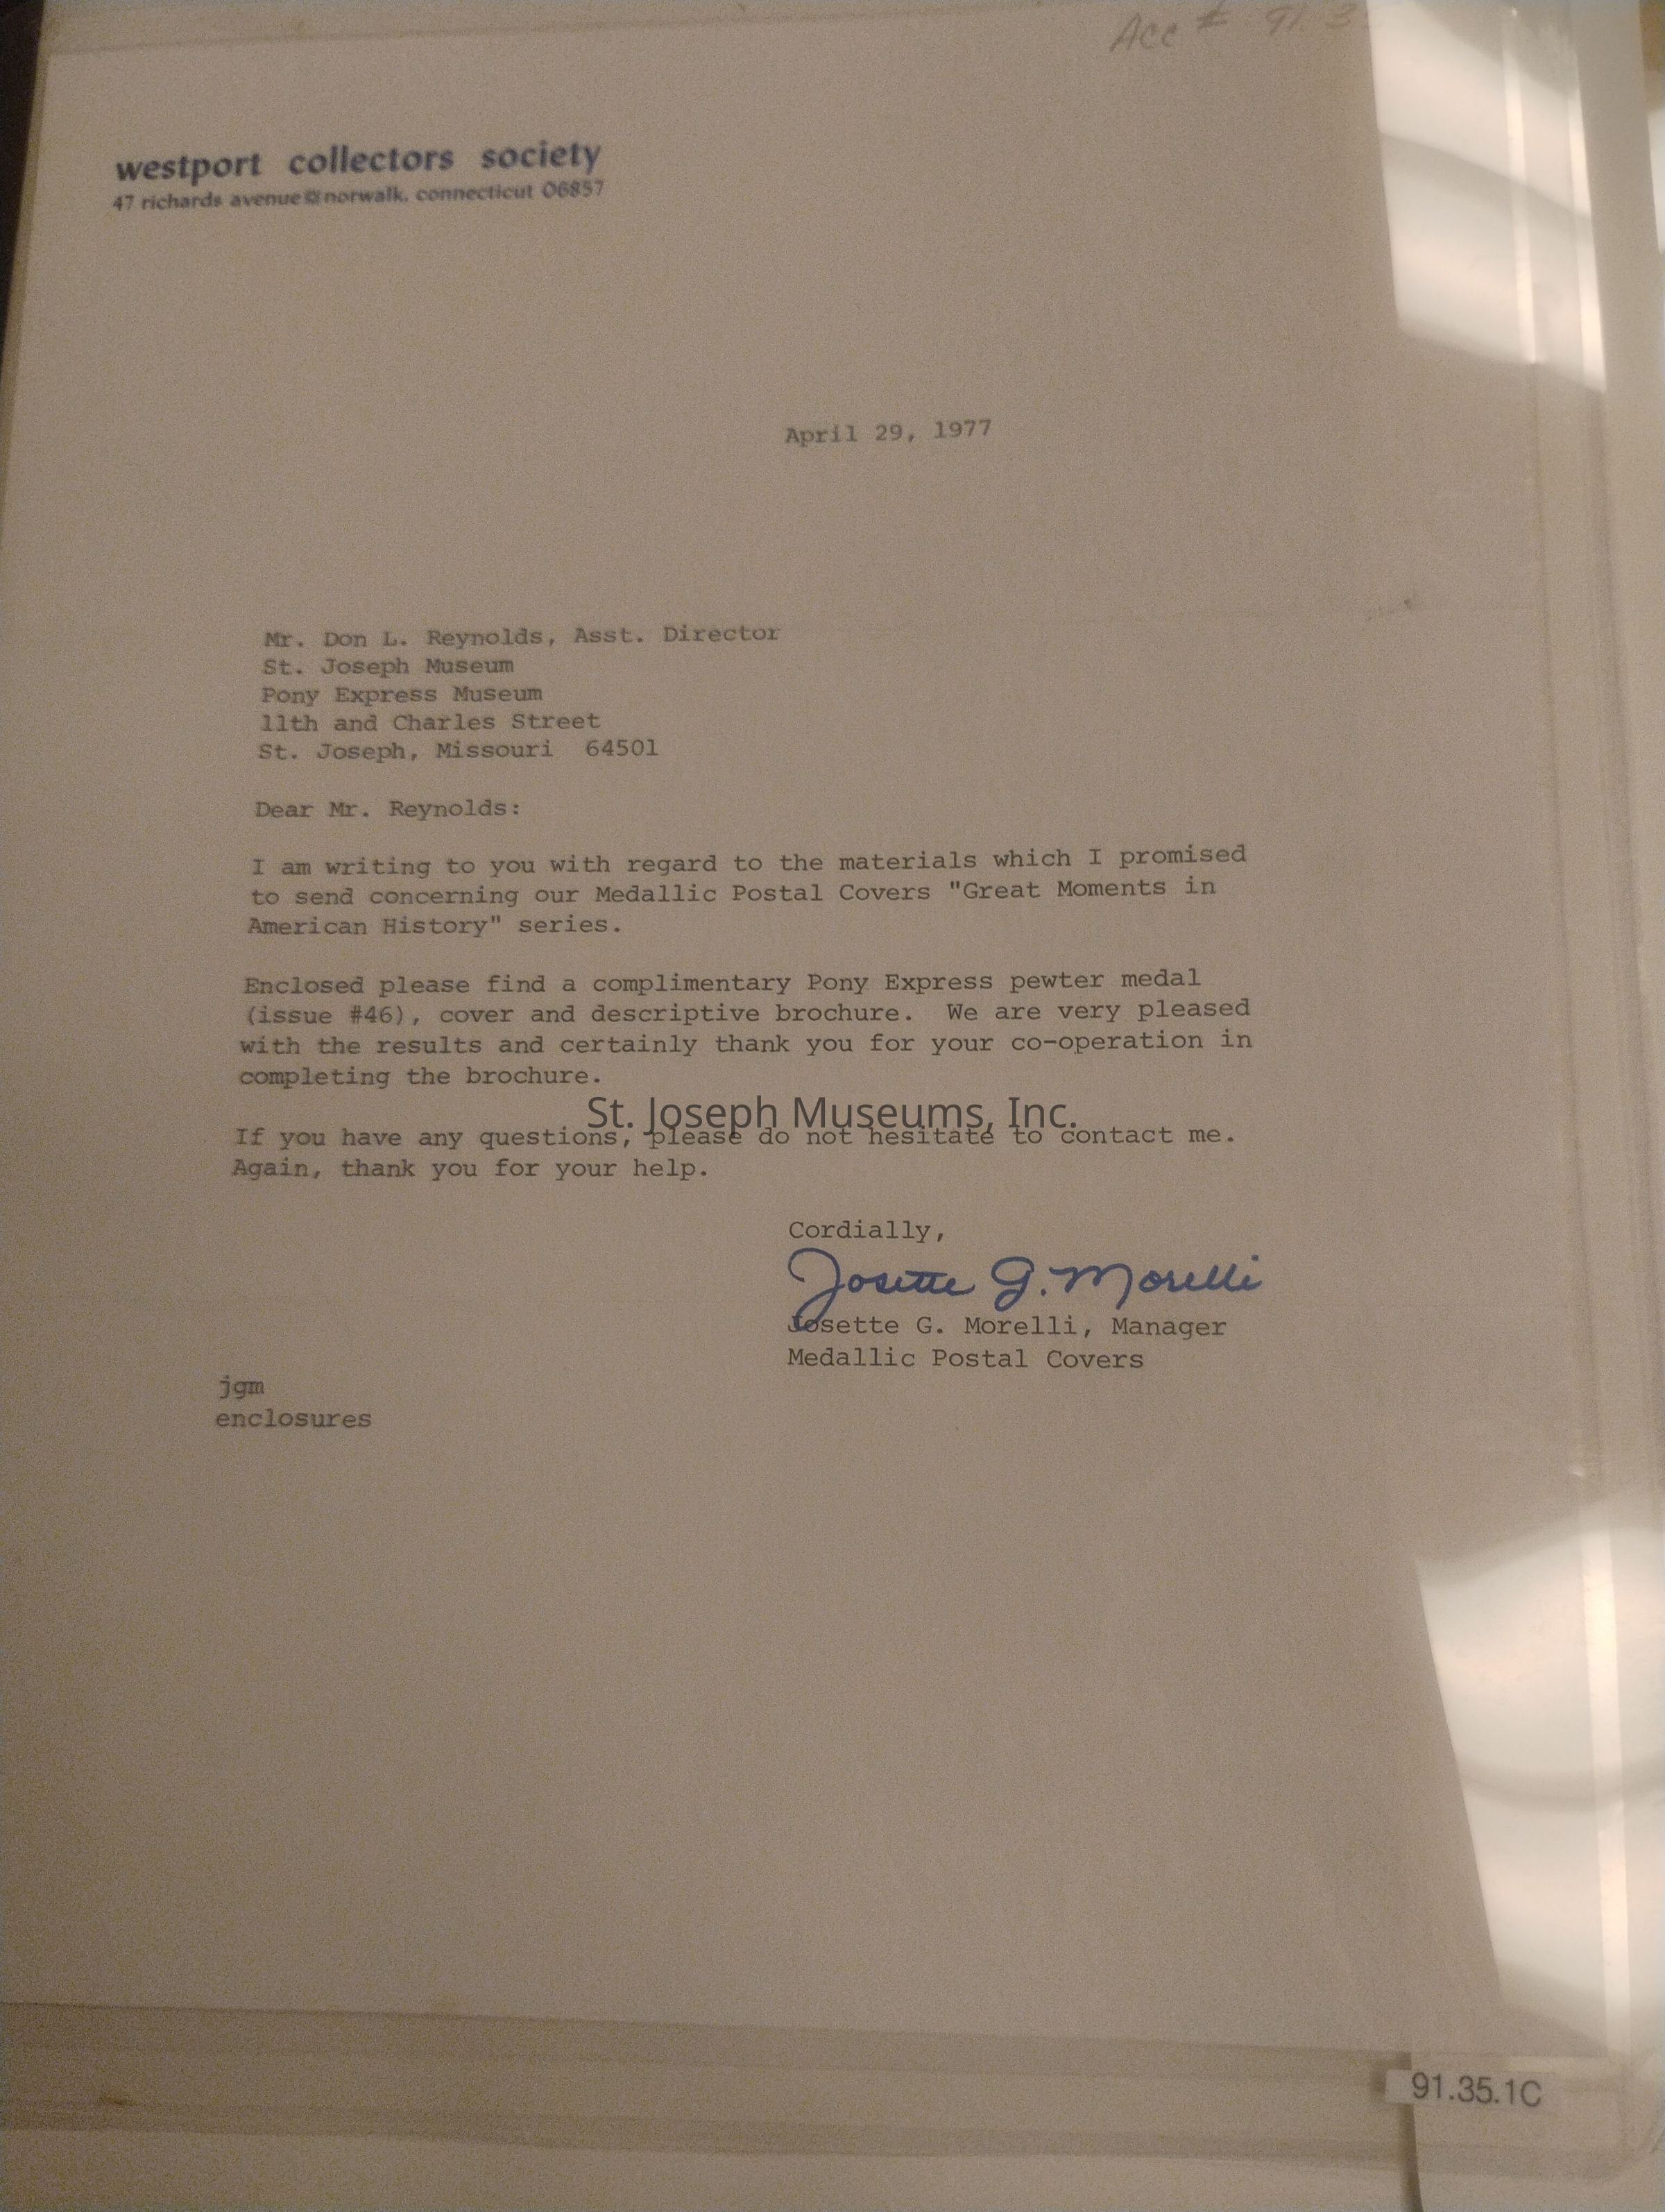 Acc # 91.3
westport collectors society
47 richards avenue norwalk, connecticut 06857
April 29, 1977
Mr. Don L. Reynolds, Asst. Director
St. Joseph Museum
Pony Express Museum
11th and Charles Street
St. Joseph, Missouri 64501
Dear Mr. Reynolds:
I am writing to you with regard to the materials which I promised
to send concerning our Medallic Postal Covers "Great Moments in
American History" series.
Enclosed please find a complimentary Pony Express pewter medal
(issue #46), cover and descriptive brochure. We are very pleased
with the results and certainly thank you for your co-operation in
completing the brochure.
St. Joseph Museums, Inc.
If you have any questions, please do not hesitate to contact me.
Again, thank you for your help.
Cordially,
Josette G. Morelli
Josette G. Morelli, Manager
Medallic Postal Covers
jgm
enclosures
91.35.1C